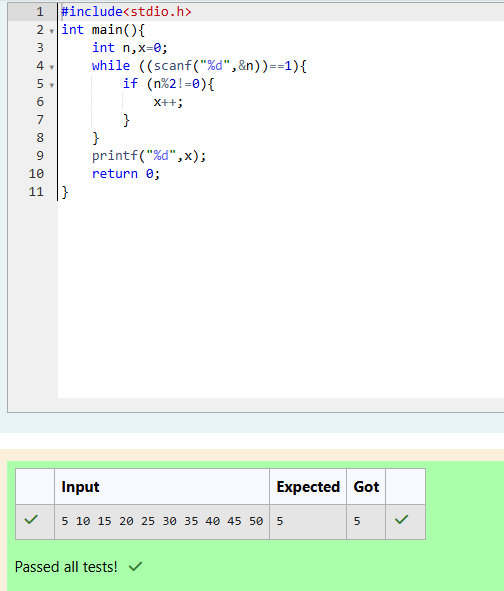 1 #include<stdio.h>
2 int main(){
3     int n,x=0;
4     while ((scanf("%d",&n))==1){
5         if (n%2!=0){
6             x++;
7         }
8     }
9     printf("%d",x);
10     return 0;
11 }
Input Expected Got
5 10 15 20 25 30 35 40 45 50 5 5
Passed all tests!